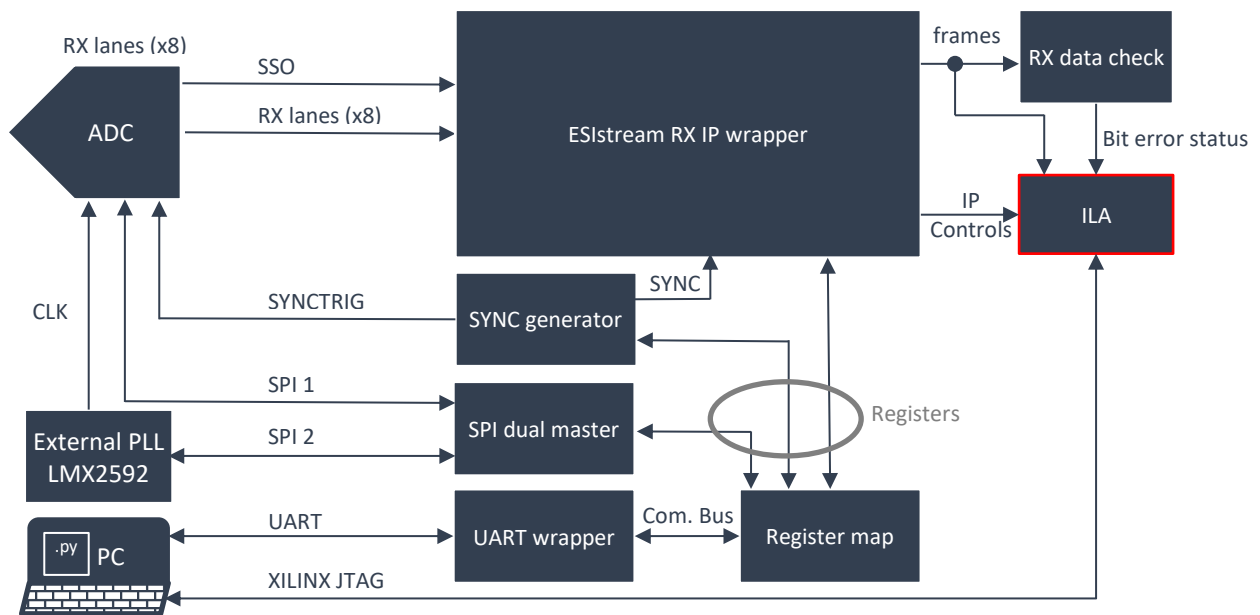 RX lanes (x8)
SSO
RX lanes (x8)
ADC
ESIstream RX IP wrapper
frames
RX data check
Bit error status
IP
Controls
ILA
CLK
SYNCTRIG
SYNC
SYNC generator
SPI 1
SPI 2
SPI dual master
Registers
External PLL
LMX2592
UART
UART wrapper
Com. Bus
Register map
.py
PC
XILINX JTAG